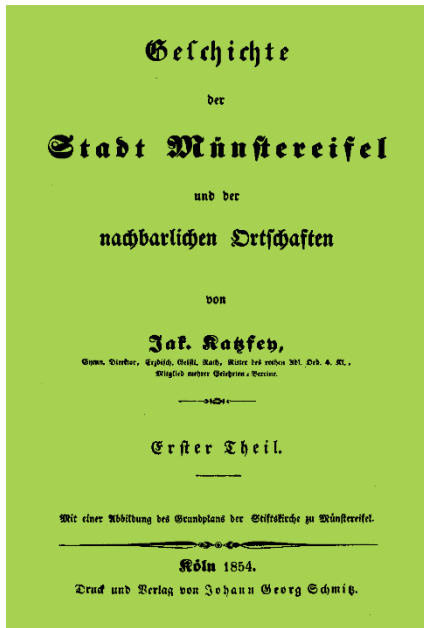 Geschichte
der
Stadt Münstereifel
und der
nachbarlichen Ortschaften
von
Jak. Katzfey,
Gymn. Direktor, Erzbisch. Geistl. Rath, Ritter des rothen Adl. Ord. 4. Kl.,
Mitglied mehrer Gelehrten-Vereine.
Erster Theil.
Mit einer Abbildung des Grundplans der Stiftskirche zu Münstereifel.
Köln 1854.
Druck und Verlag von Johann Georg Schmitz.